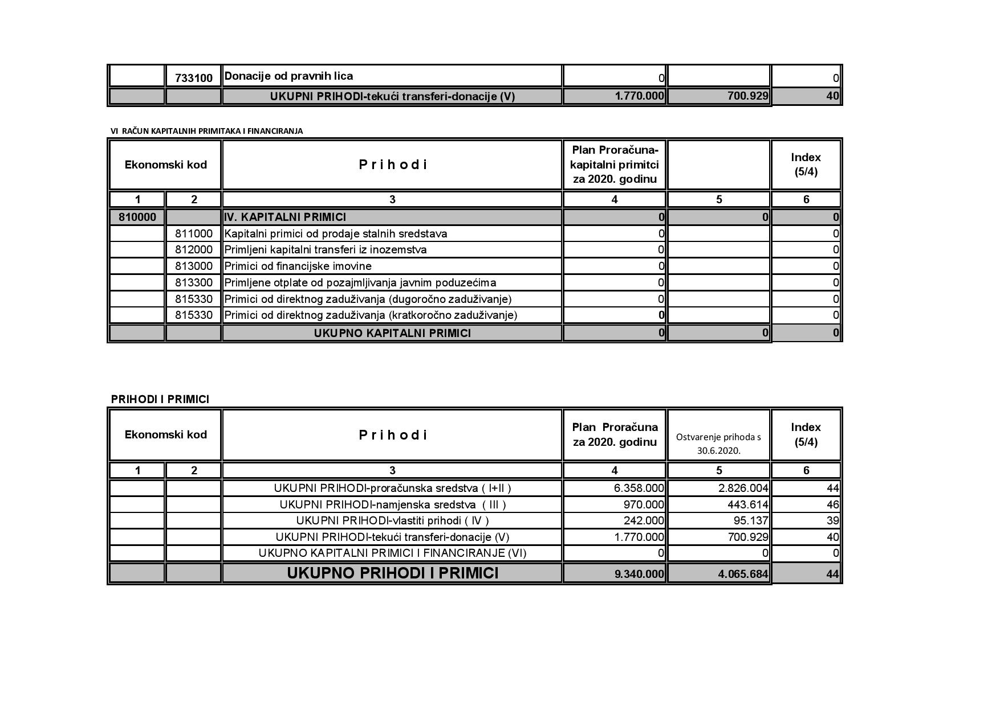 733100 Donacije od pravnih lica 0 0
UKUPNI PRIHODI-tekući transferi-donacije (V) 1.770.000 700.929 40
VI RAČUN KAPITALNIH PRIMITAKA I FINANCIRANJA
Ekonomski kod P r i h o d i Plan Proračuna-
kapitalni primitci
za 2020. godinu Index
(5/4)
1 2 3 4 5 6
810000 IV. KAPITALNI PRIMICI 0 0 0
811000 Kapitalni primici od prodaje stalnih sredstava 0 0
812000 Primljeni kapitalni transferi iz inozemstva 0 0
813000 Primici od financijske imovine 0 0
813300 Primljene otplate od pozajmljivanja javnim poduzećima 0 0
815330 Primici od direktnog zaduživanja (dugoročno zaduživanje) 0 0
815330 Primici od direktnog zaduživanja (kratkoročno zaduživanje) 0 0
UKUPNO KAPITALNI PRIMICI 0 0 0
PRIHODI I PRIMICI
Ekonomski kod P r i h o d i Plan Proračuna
za 2020. godinu Ostvarenje prihoda s
30.6.2020. Index
(5/4)
1 2 3 4 5 6
UKUPNI PRIHODI-proračunska sredstva ( I+II ) 6.358.000 2.826.004 44
UKUPNI PRIHODI-namjenska sredstva ( III ) 970.000 443.614 46
UKUPNI PRIHODI-vlastiti prihodi ( IV ) 242.000 95.137 39
UKUPNI PRIHODI-tekući transferi-donacije (V) 1.770.000 700.929 40
UKUPNO KAPITALNI PRIMICI I FINANCIRANJE (VI) 0 0 0
UKUPNO PRIHODI I PRIMICI 9.340.000 4.065.684 44